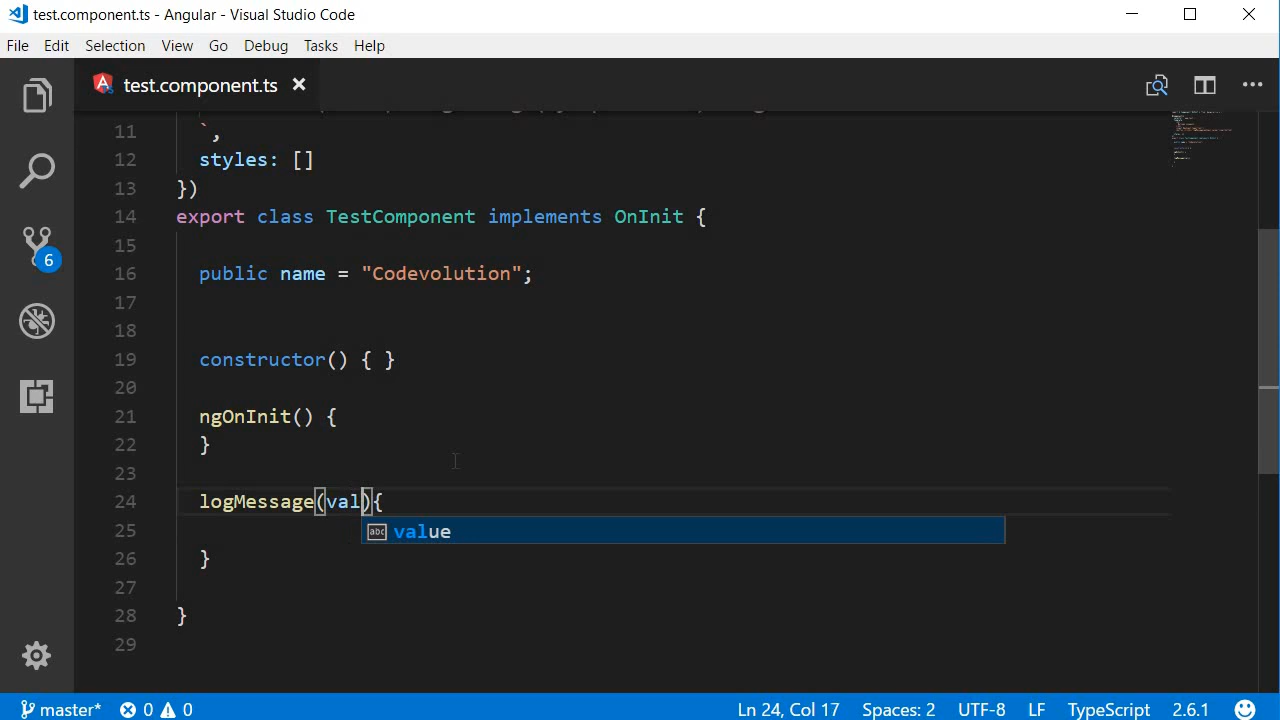 test.component.ts - Angular - Visual Studio Code
File Edit Selection View Go Debug Tasks Help
test.component.ts
11 `,
12 styles: []
13 })
14 export class TestComponent implements OnInit {
15
16 public name = "Codevolution";
17
18
19 constructor() { }
20
21 ngOnInit() {
22 }
23
24 logMessage(val){
abc value
25
26 }
27
28 }
29
6
master* 0 0 Ln 24, Col 17 Spaces: 2 UTF-8 LF TypeScript 2.6.1